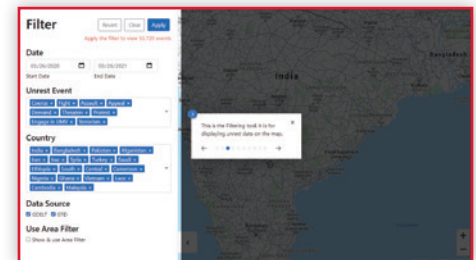 Filter
Revert Clear Apply
Apply the filter to view 10,120 events
Date
05/26/2020 05/26/2021
Start Date End Date
Unrest Event
Coerce × Fight × Assault × Appeal ×
Demand × Threaten × Protest ×
Engage in UMV × Terrorism ×
Country
India × Bangladesh × Pakistan × Afganistan ×
Iran × Iraq × Syria × Turkey × Saudi ×
Ethiopia × South × Central × Cameroon ×
Nigeria × Ghana × Vietnam × Laos ×
Cambodia × Malaysia ×
Data Source
GDELT GTD
Use Area Filter
Show & use Area Filter
India
Bangladesh
This is the Filtering tool! It is for
displaying unrest data on the map.